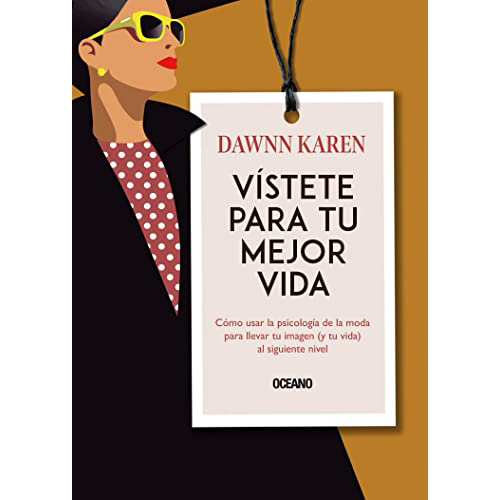 DAWNN KAREN
VÍSTETE
PARA TU
MEJOR
VIDA
Cómo usar la psicología de la moda
para llevar tu imagen (y tu vida)
al siguiente nivel
OCEANO